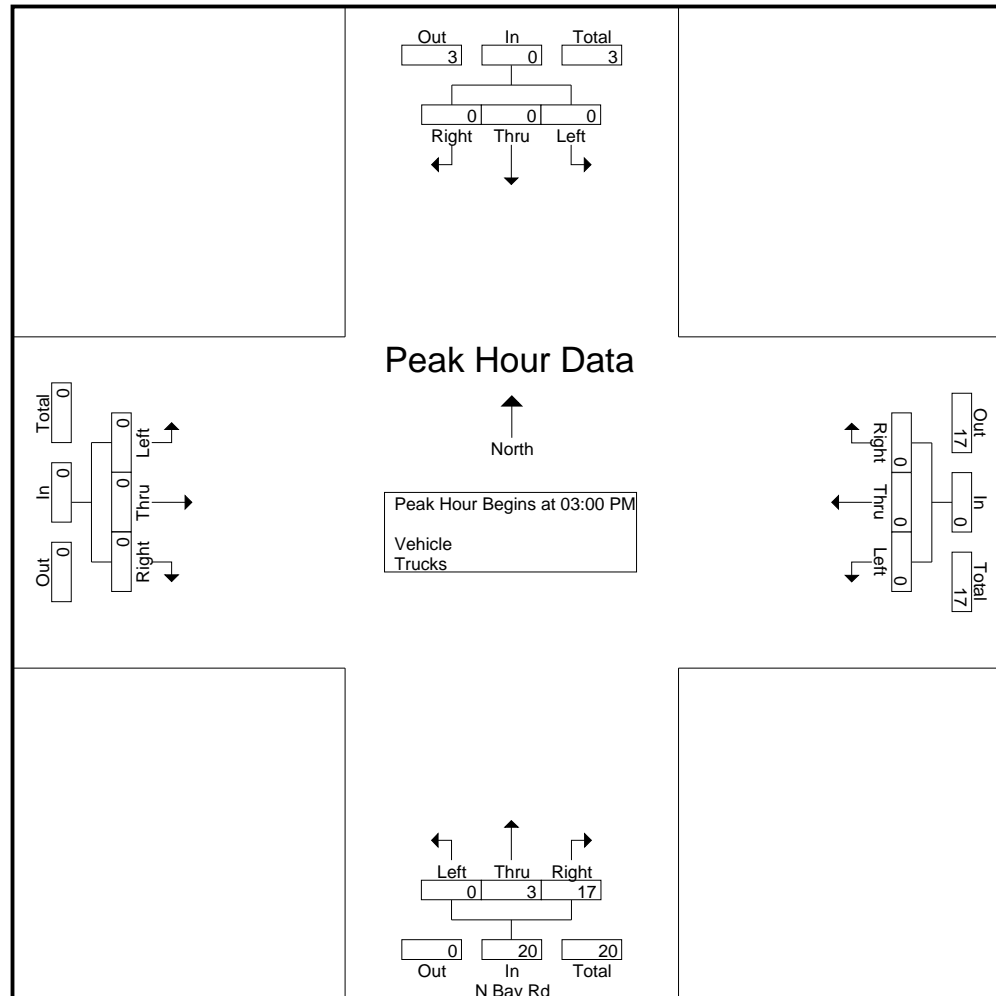 Out In Total
3 0 3
0 0 0
Right Thru Left
Peak Hour Data
North
Peak Hour Begins at 03:00 PM
Vehicle
Trucks
Total In Out
0 0 0
0 0 0
Left Thru Right
Right Thru Left
0 0 0
17 0 17
Out In Total
Left Thru Right
0 3 17
0 20 20
Out In Total
N Bay Rd